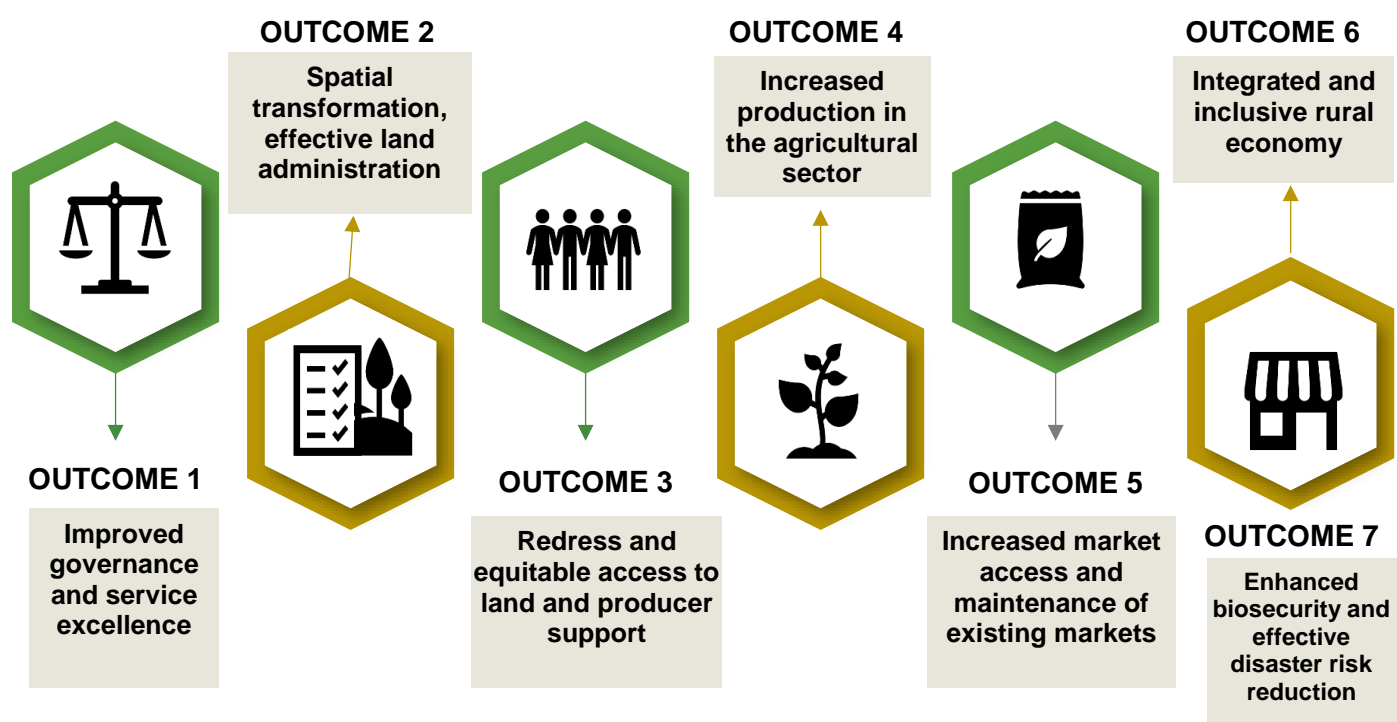 OUTCOME 1
Improved
governance
and service
excellence
OUTCOME 2
Spatial
transformation,
effective land
administration
OUTCOME 3
Redress and
equitable access to
land and producer
support
OUTCOME 4
Increased
production in
the agricultural
sector
OUTCOME 5
Increased market
access and
maintenance of
existing markets
OUTCOME 6
Integrated and
inclusive rural
economy
OUTCOME 7
Enhanced
biosecurity and
effective
disaster risk
reduction